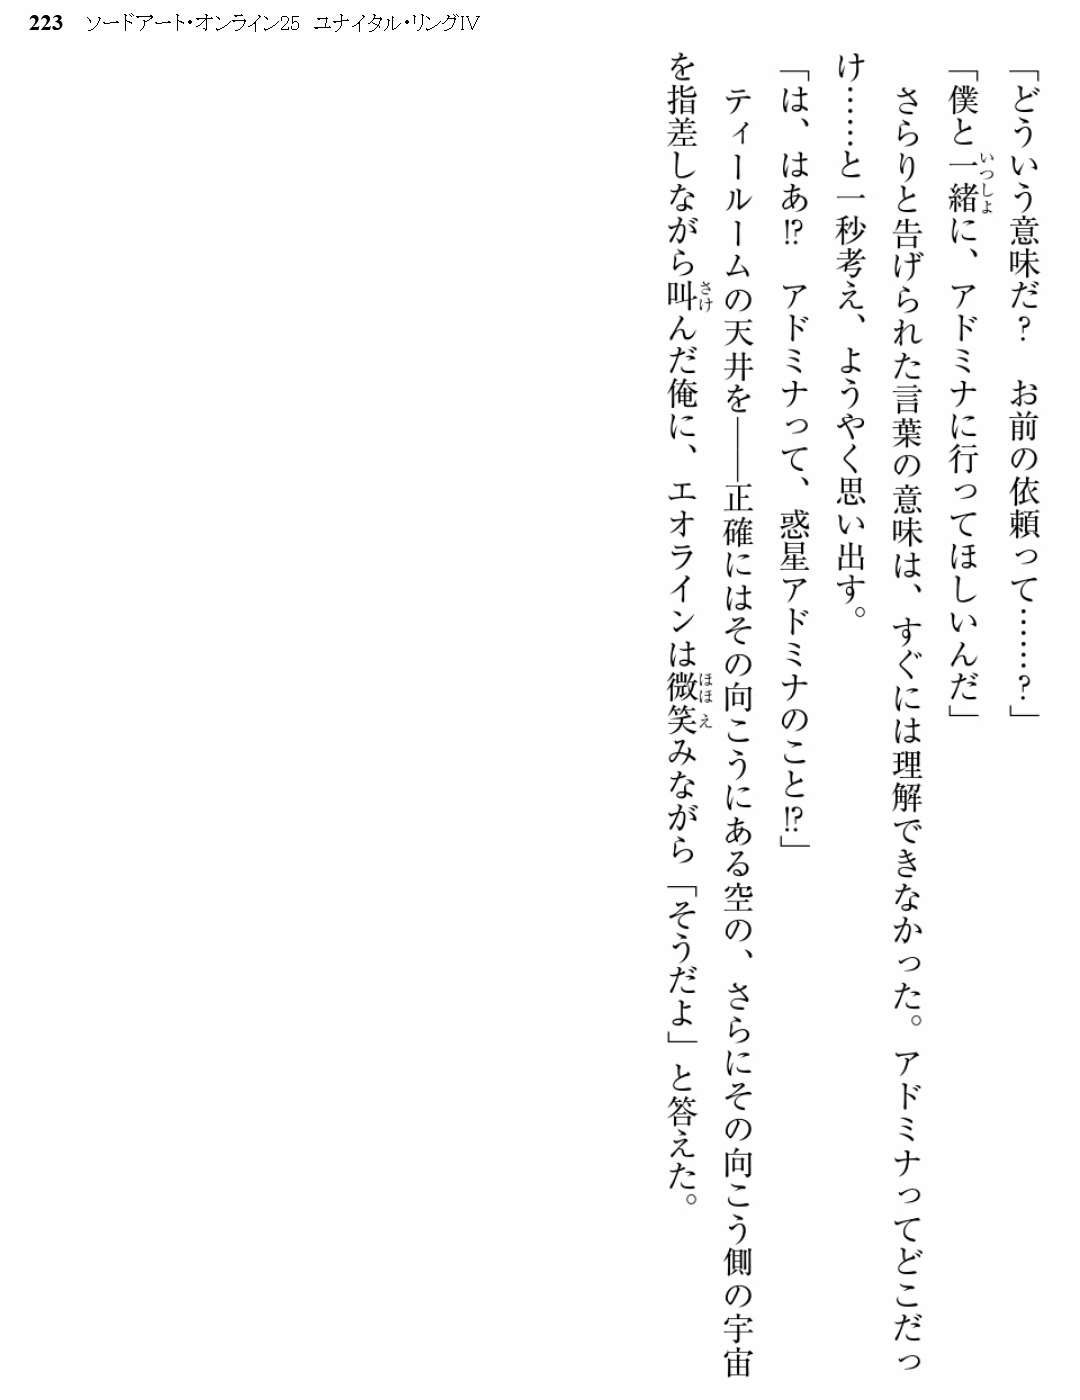 223 ソードアート・オンライン25 ユナイタル・リングIV
「どういう意味だ？　お前の依頼って……？」
「僕と一緒に、アドミナに行ってほしいんだ」
　さらりと告げられた言葉の意味は、すぐには理解できなかった。アドミナってどこだっ
け……と一秒考え、ようやく思い出す。
「は、はあ!?　アドミナって、惑星アドミナのこと!?」
　ティールームの天井を――正確にはその向こうにある空の、さらにその向こう側の宇宙
を指差しながら叫んだ俺に、エオラインは微笑みながら「そうだよ」と答えた。